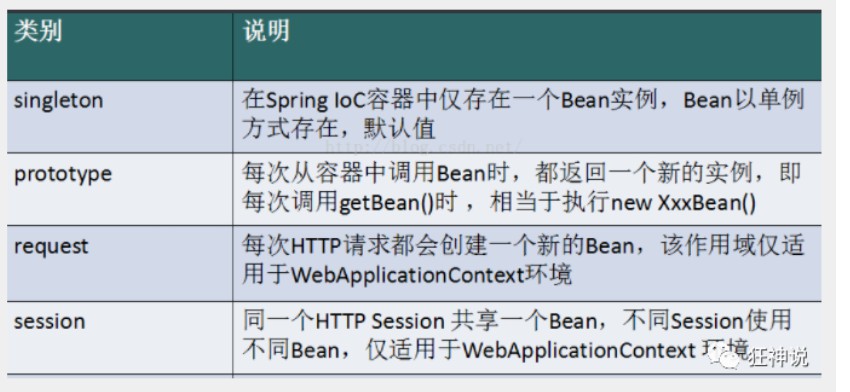 类别 说明
singleton 在Spring IoC容器中仅存在一个Bean实例，Bean以单例
方式存在，默认值
http://blog.csdn.net/
prototype 每次从容器中调用Bean时，都返回一个新的实例，即
每次调用getBean()时 ，相当于执行new XxxBean()
request 每次HTTP请求都会创建一个新的Bean，该作用域仅适
用于WebApplicationContext环境
session 同一个HTTP Session 共享一个Bean，不同Session使用
不同Bean，仅适用于WebApplicationContext 环境
狂神说